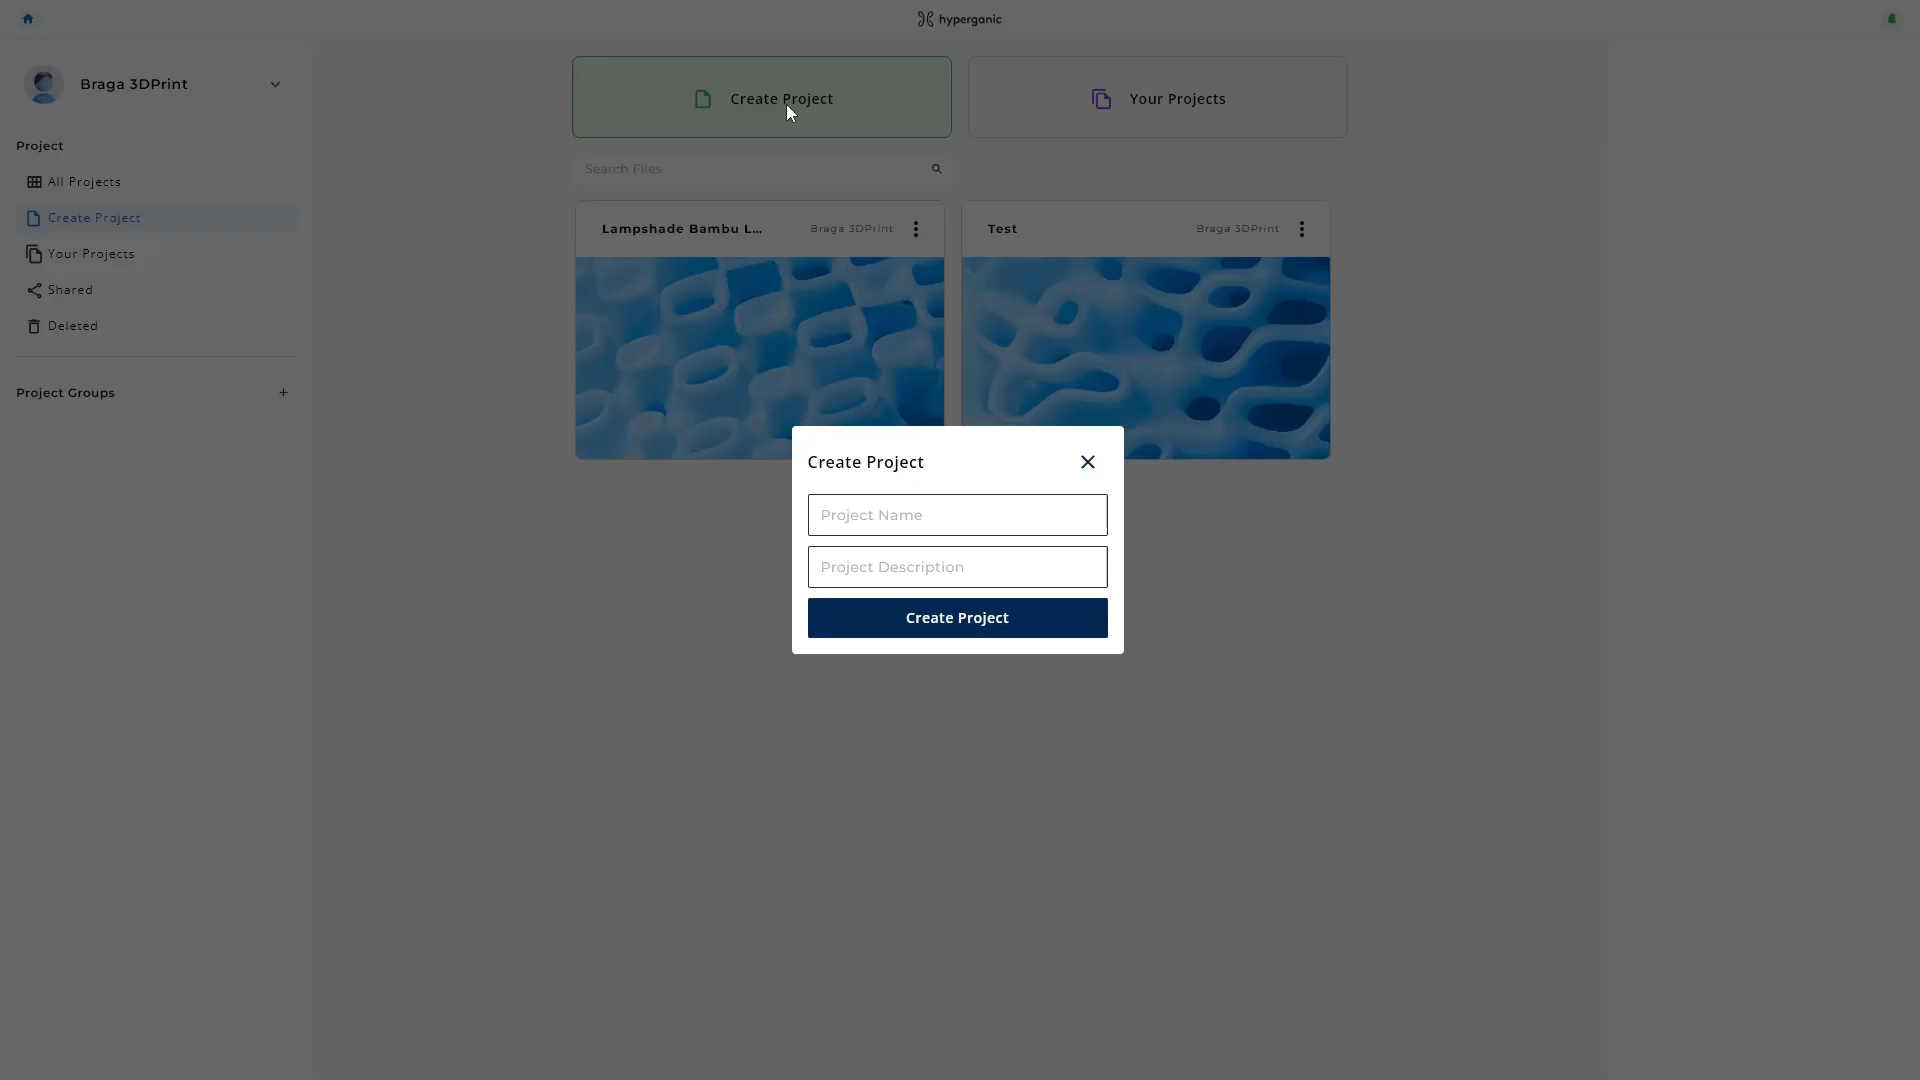 hyperganic
Braga 3DPrint
Project
All Projects
Create Project
Your Projects
Shared
Deleted
Project Groups
Create Project
Your Projects
Search Files
Lampshade Bambu L...
Braga 3DPrint
Test
Braga 3DPrint
Create Project
Project Name
Project Description
Create Project